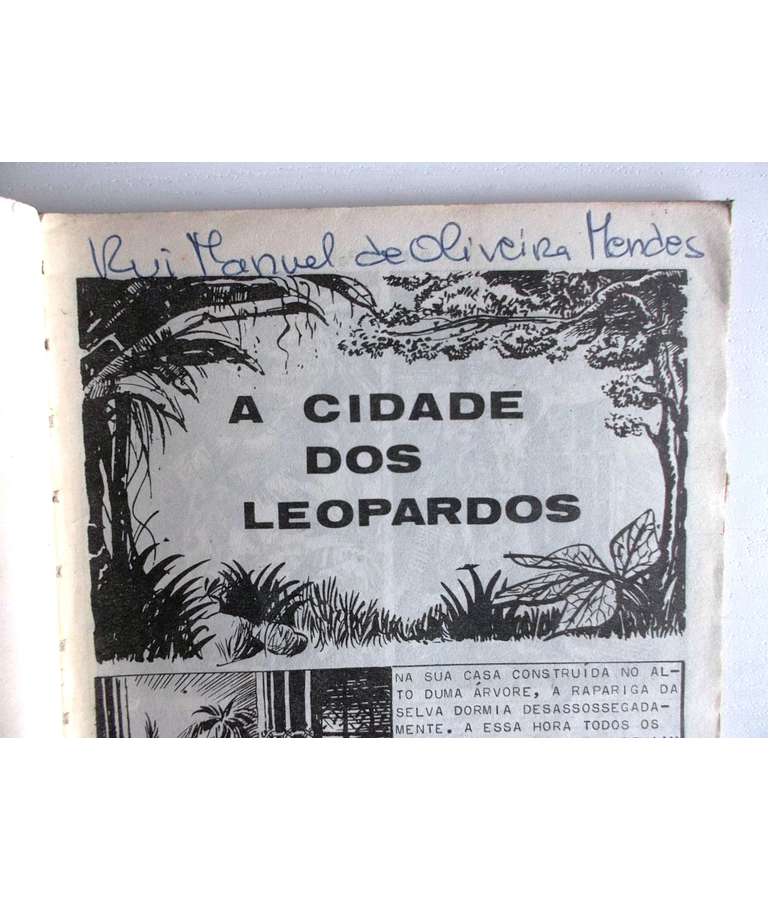 Rui Manuel de Oliveira Mendes
A CIDADE
DOS
LEOPARDOS
NA SUA CASA CONSTRUÍDA NO AL-
TO DUMA ÁRVORE, A RAPARIGA DA
SELVA DORMIA DESASSOSSEGADA-
MENTE. A ESSA HORA TODOS OS